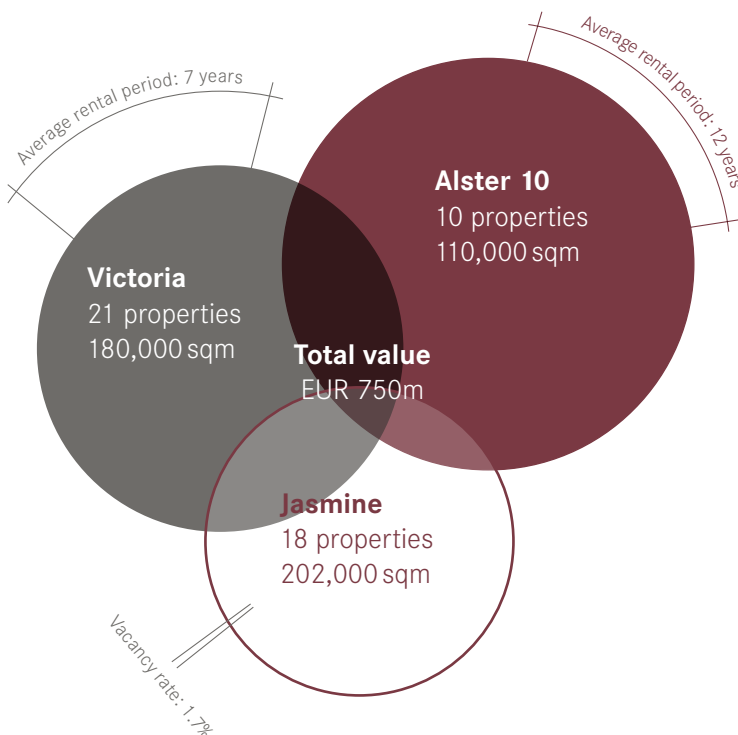 Average rental period: 7 years
Average rental period: 12 years
Alster 10
10 properties
110,000 sqm
Victoria
21 properties
180,000 sqm
Total value
EUR 750m
Jasmine
18 properties
202,000 sqm
Vacancy rate: 1.7%